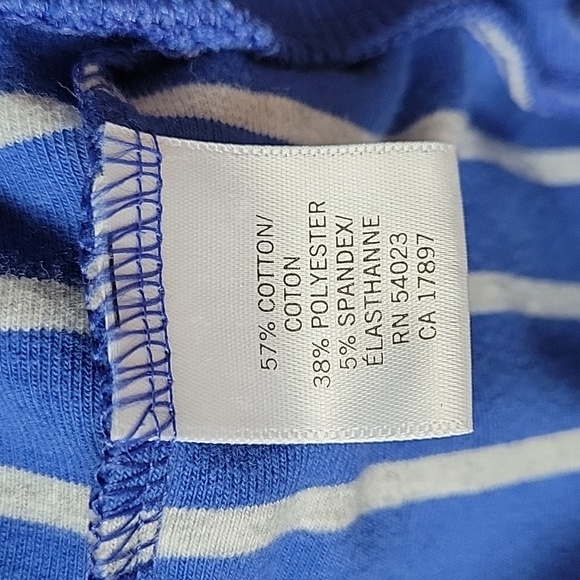 57% COTTON/
COTON
38% POLYESTER
5% SPANDEX/
ÉLASTHANNE
RN 54023
CA 17897